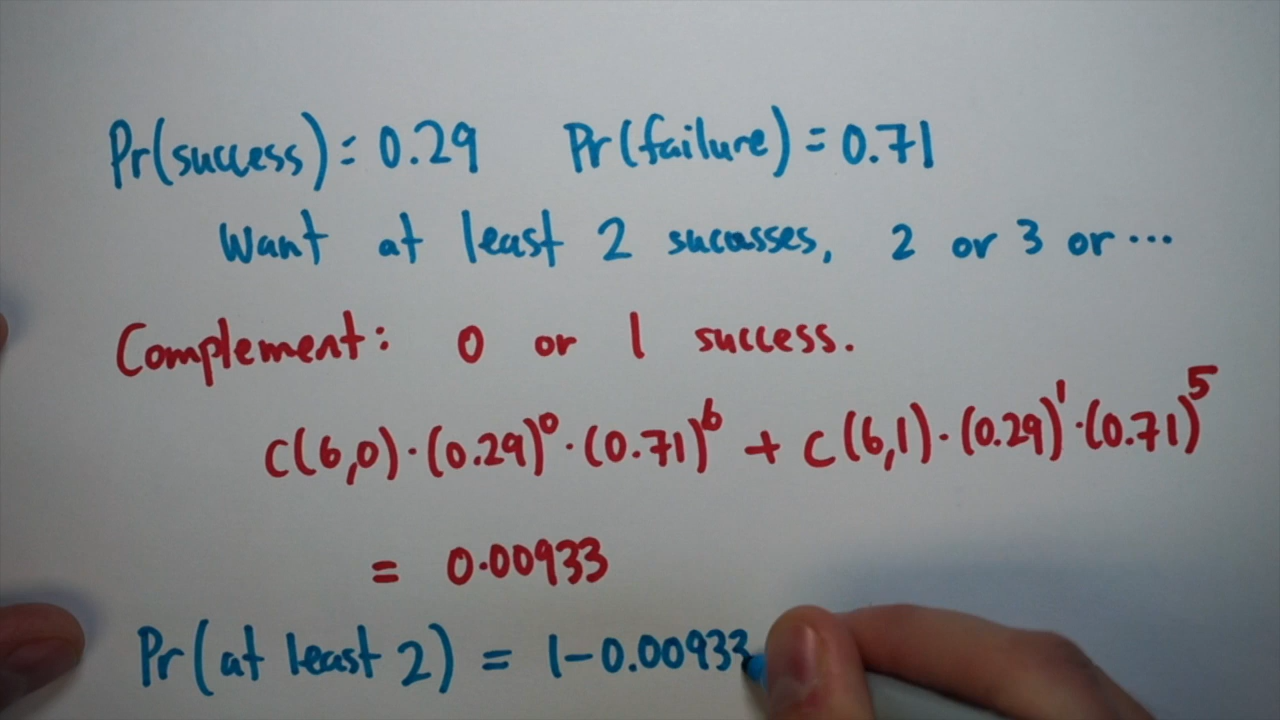 Pr(success) = 0.29 Pr(failure) = 0.71
Want at least 2 successes, 2 or 3 or ...
Complement: 0 or 1 success.
C(6,0)·(0.29)^0·(0.71)^6 + C(6,1)·(0.29)^1·(0.71)^5
= 0.00933
Pr(at least 2) = 1-0.00933